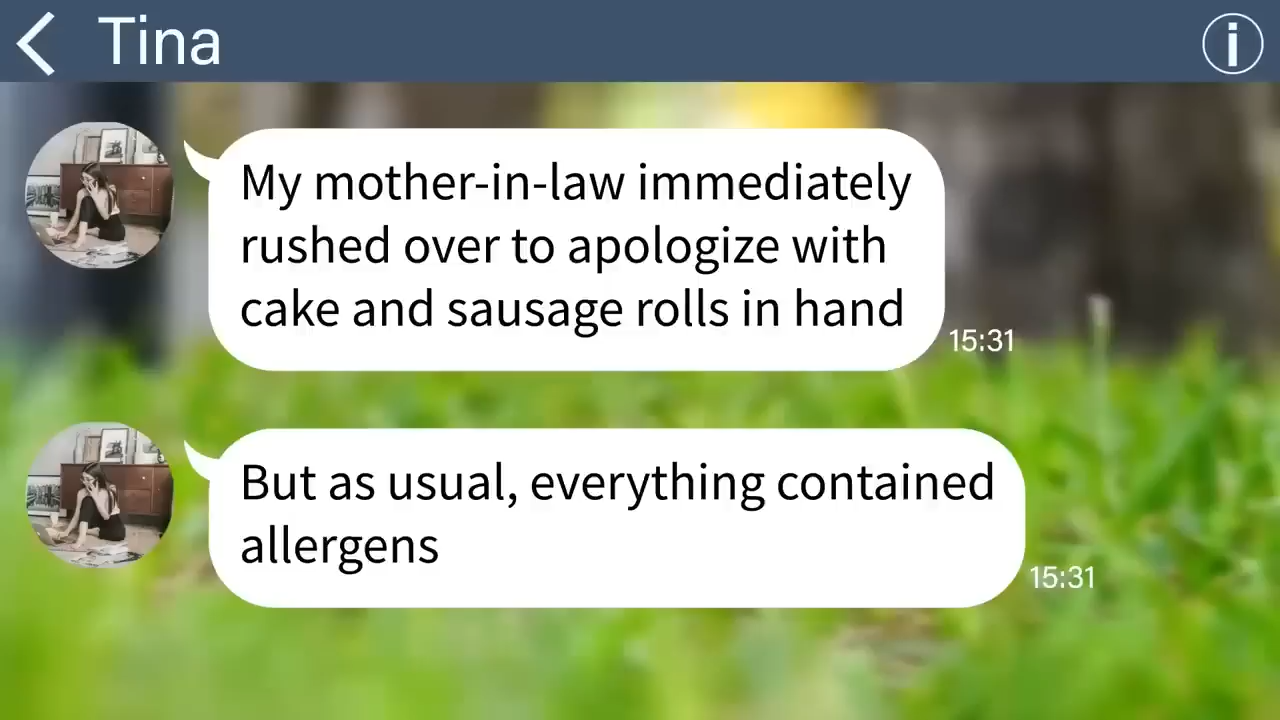 Tina
My mother-in-law immediately
rushed over to apologize with
cake and sausage rolls in hand
15:31
But as usual, everything contained
allergens
15:31